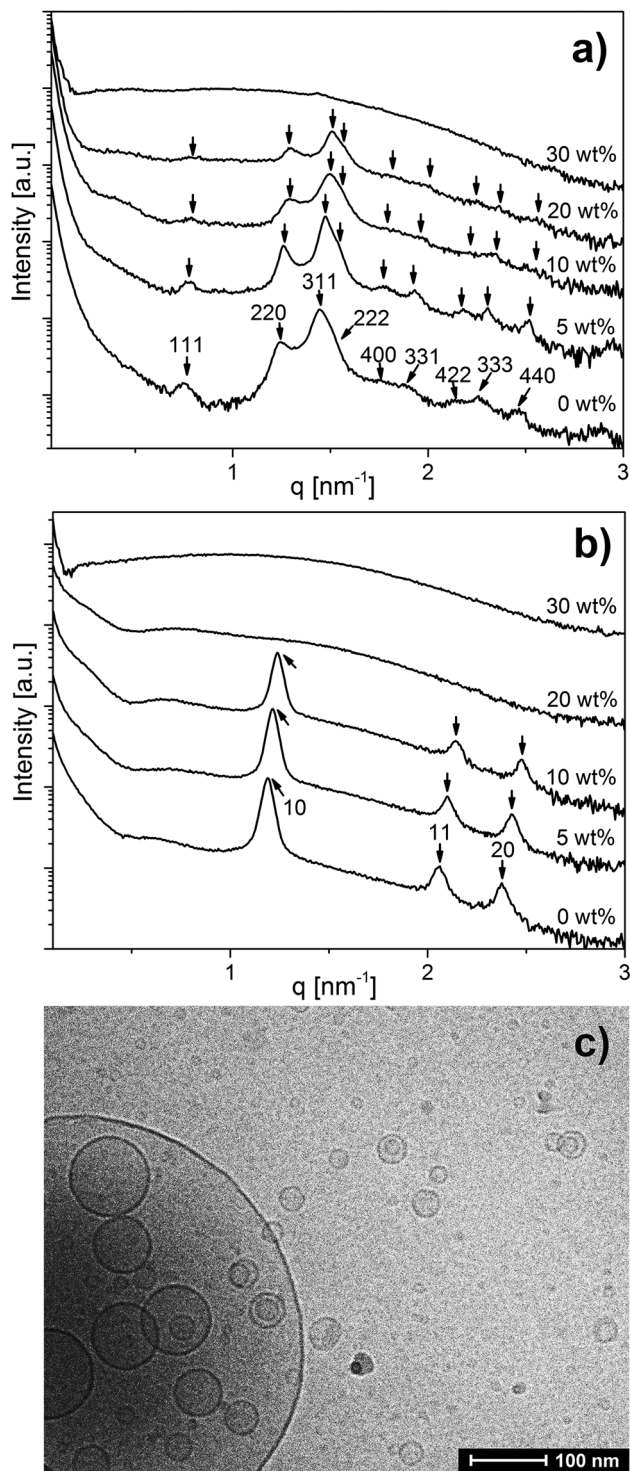 a)
Intensity [a.u.]
30 wt%
20 wt%
10 wt%
5 wt%
0 wt%
111
220
311
222
400
331
422
333
440
1
2
3
q [nm⁻¹]
b)
Intensity [a.u.]
30 wt%
20 wt%
10 wt%
5 wt%
0 wt%
10
11
20
1
2
3
q [nm⁻¹]
c)
100 nm